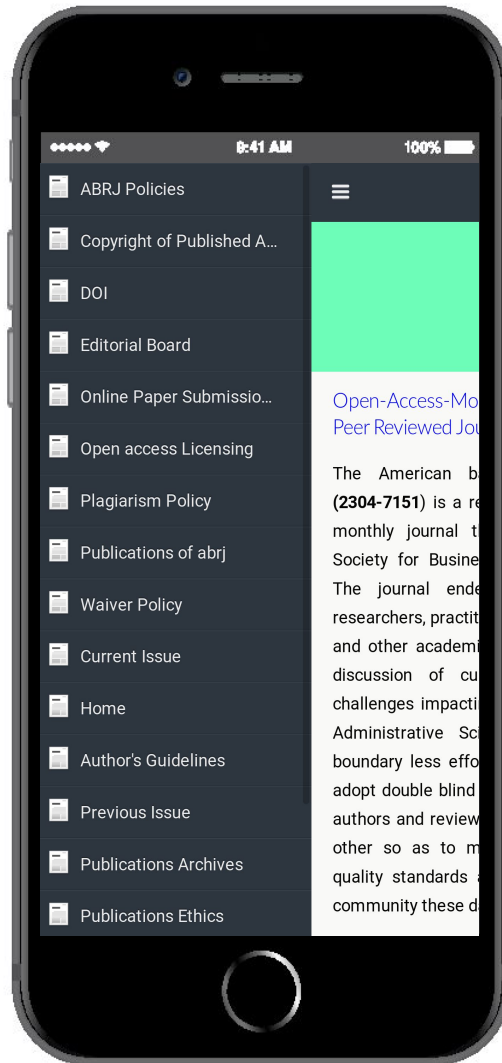 9:41 AM
100%
ABRJ Policies
Copyright of Published A...
DOI
Editorial Board
Online Paper Submissio...
Open access Licensing
Plagiarism Policy
Publications of abrj
Waiver Policy
Current Issue
Home
Author's Guidelines
Previous Issue
Publications Archives
Publications Ethics
Open-Access-Mo
Peer Reviewed Jou
The American ba
(2304-7151) is a re
monthly journal th
Society for Busine
The journal ende
researchers, practit
and other academi
discussion of cu
challenges impacti
Administrative Sci
boundary less effo
adopt double blind
authors and review
other so as to m
quality standards a
community these da